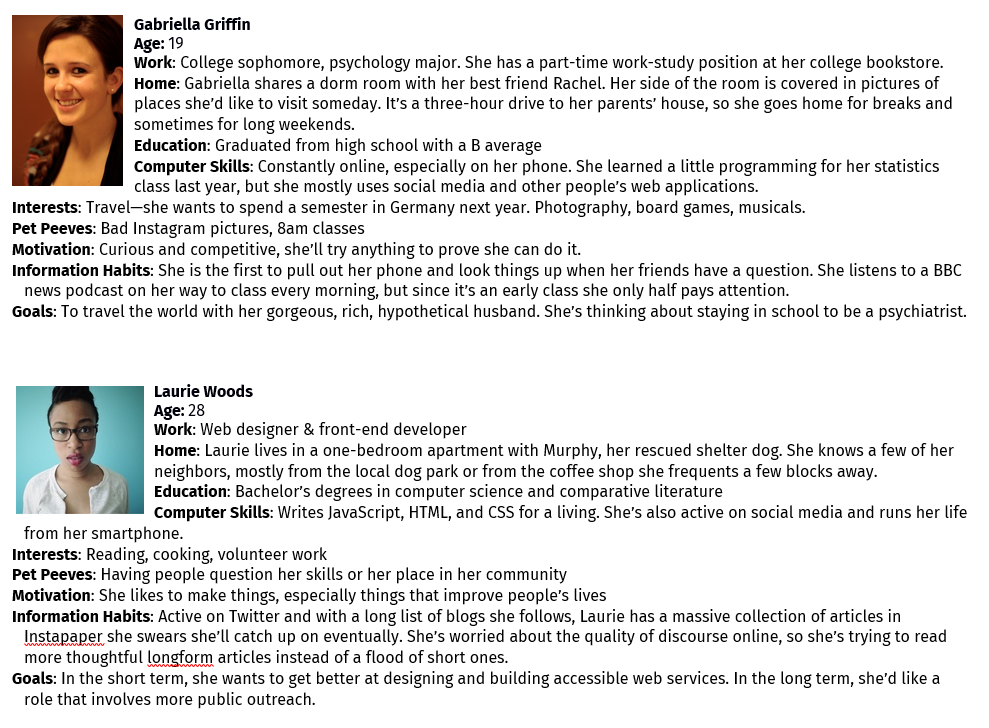 Gabriella Griffin
Age: 19
Work: College sophomore, psychology major. She has a part-time work-study position at her college bookstore.
Home: Gabriella shares a dorm room with her best friend Rachel. Her side of the room is covered in pictures of
places she’d like to visit someday. It’s a three-hour drive to her parents’ house, so she goes home for breaks and
sometimes for long weekends.
Education: Graduated from high school with a B average
Computer Skills: Constantly online, especially on her phone. She learned a little programming for her statistics
class last year, but she mostly uses social media and other people’s web applications.
Interests: Travel—she wants to spend a semester in Germany next year. Photography, board games, musicals.
Pet Peeves: Bad Instagram pictures, 8am classes
Motivation: Curious and competitive, she’ll try anything to prove she can do it.
Information Habits: She is the first to pull out her phone and look things up when her friends have a question. She listens to a BBC
news podcast on her way to class every morning, but since it’s an early class she only half pays attention.
Goals: To travel the world with her gorgeous, rich, hypothetical husband. She’s thinking about staying in school to be a psychiatrist.
Laurie Woods
Age: 28
Work: Web designer & front-end developer
Home: Laurie lives in a one-bedroom apartment with Murphy, her rescued shelter dog. She knows a few of her
neighbors, mostly from the local dog park or from the coffee shop she frequents a few blocks away.
Education: Bachelor’s degrees in computer science and comparative literature
Computer Skills: Writes JavaScript, HTML, and CSS for a living. She’s also active on social media and runs her life
from her smartphone.
Interests: Reading, cooking, volunteer work
Pet Peeves: Having people question her skills or her place in her community
Motivation: She likes to make things, especially things that improve people’s lives
Information Habits: Active on Twitter and with a long list of blogs she follows, Laurie has a massive collection of articles in
Instapaper she swears she’ll catch up on eventually. She’s worried about the quality of discourse online, so she’s trying to read
more thoughtful longform articles instead of a flood of short ones.
Goals: In the short term, she wants to get better at designing and building accessible web services. In the long term, she’d like a
role that involves more public outreach.